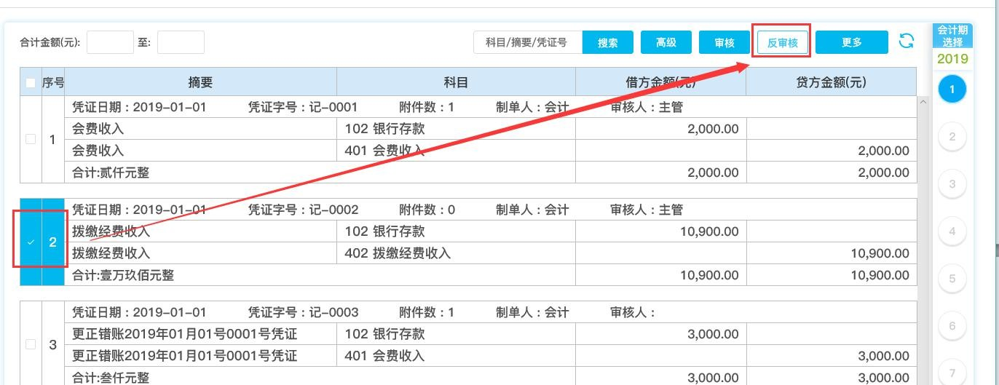 合计金额(元): 至: 科目/摘要/凭证号 搜索 高级 审核 反审核 更多
会计期
选择
2019
序号 摘要 科目 借方金额(元) 贷方金额(元)
1
凭证日期：2019-01-01 凭证字号：记-0001 附件数：1 制单人：会计 审核人：主管
1
会费收入 102 银行存款 2,000.00
会费收入 401 会费收入 2,000.00
合计:贰仟元整 2,000.00 2,000.00
2
3
凭证日期：2019-01-01 凭证字号：记-0002 附件数：0 制单人：会计 审核人：主管
2
拨缴经费收入 102 银行存款 10,900.00
拨缴经费收入 402 拨缴经费收入 10,900.00
合计:壹万玖佰元整 10,900.00 10,900.00
4
5
凭证日期：2019-01-01 凭证字号：记-0003 附件数：1 制单人：会计 审核人：
3
更正错账2019年01月01号0001号凭证 102 银行存款 3,000.00
更正错账2019年01月01号0001号凭证 401 会费收入 3,000.00
合计:叁仟元整 3,000.00 3,000.00
6
7